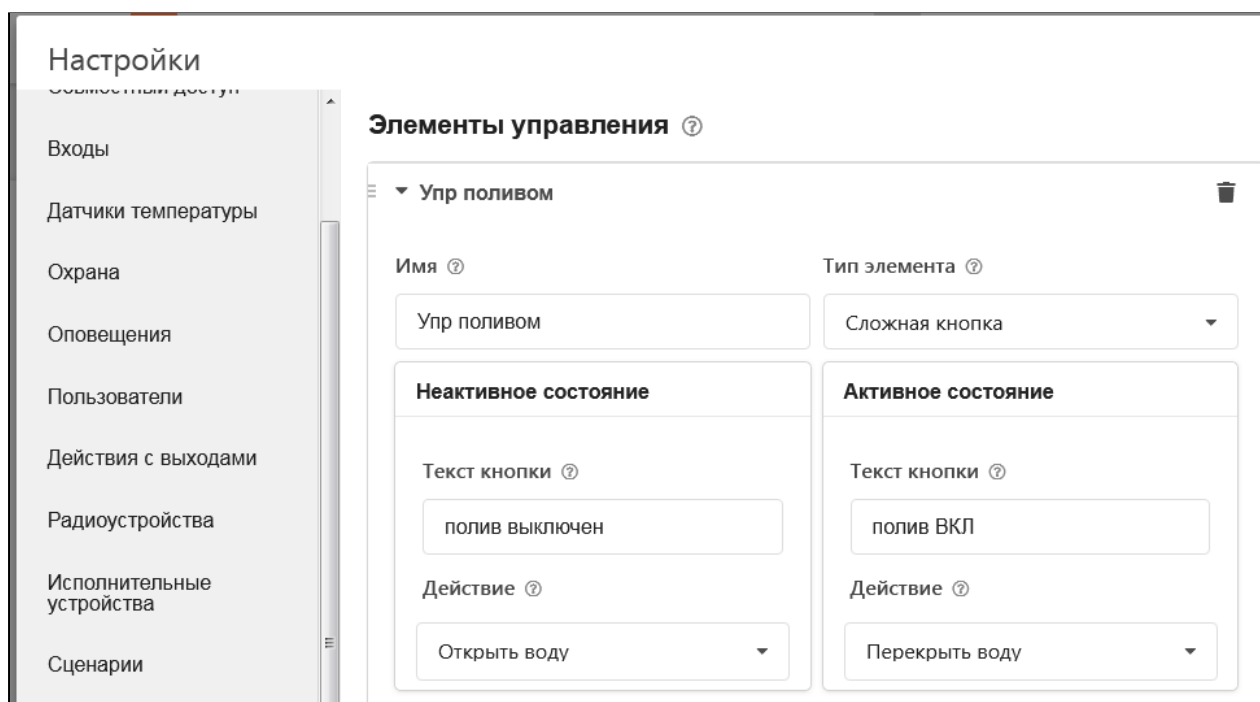 Настройки
Совместный доступ
Входы
Датчики температуры
Охрана
Оповещения
Пользователи
Действия с выходами
Радиоустройства
Исполнительные
устройства
Сценарии
Элементы управления ?
Упр поливом
Имя ?
Тип элемента ?
Упр поливом
Сложная кнопка
Неактивное состояние
Активное состояние
Текст кнопки ?
Текст кнопки ?
полив выключен
полив ВКЛ
Действие ?
Действие ?
Открыть воду
Перекрыть воду